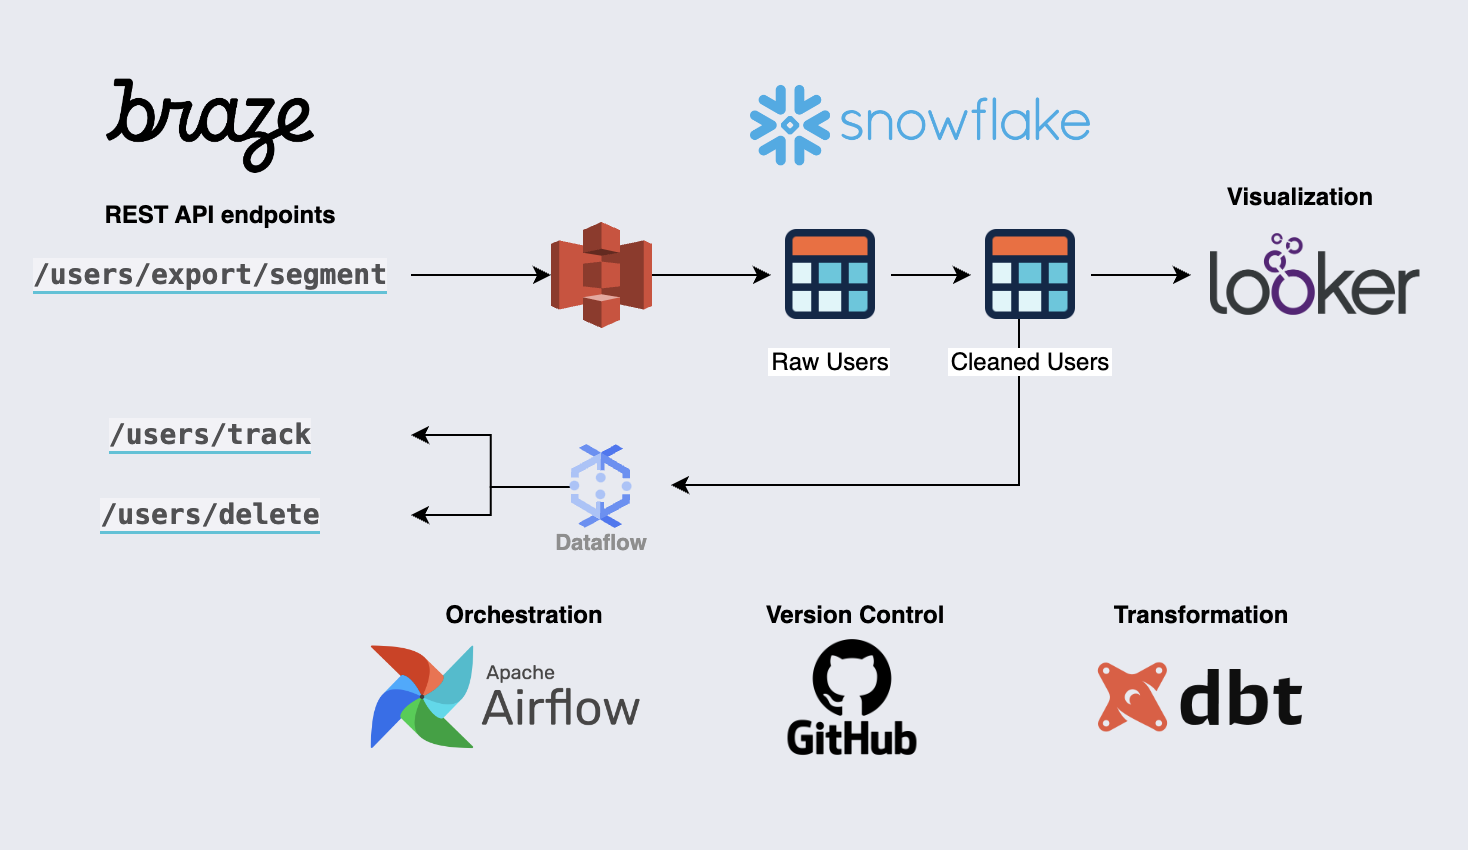 braze
snowflake
REST API endpoints
Visualization
/users/export/segment
looker
Raw Users
Cleaned Users
/users/track
/users/delete
Dataflow
Orchestration
Version Control
Transformation
Apache
Airflow
GitHub
dbt